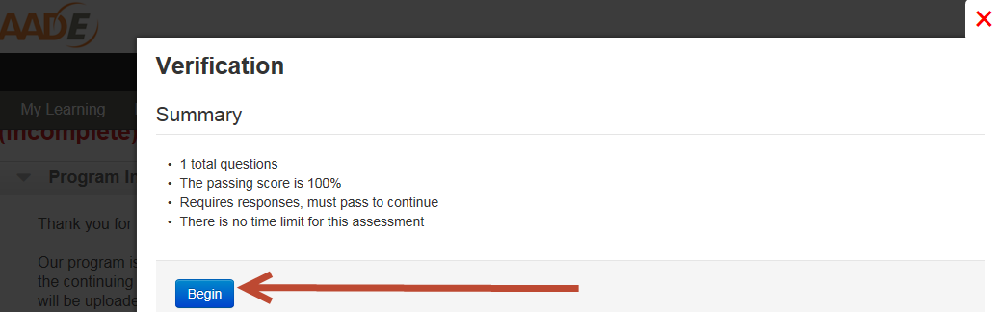 AADE
Verification
Summary
My Learning
(Incomplete)
Program In
• 1 total questions
• The passing score is 100%
• Requires responses, must pass to continue
• There is no time limit for this assessment
Thank you for
Our program is
the continuing
will be uploade
Begin